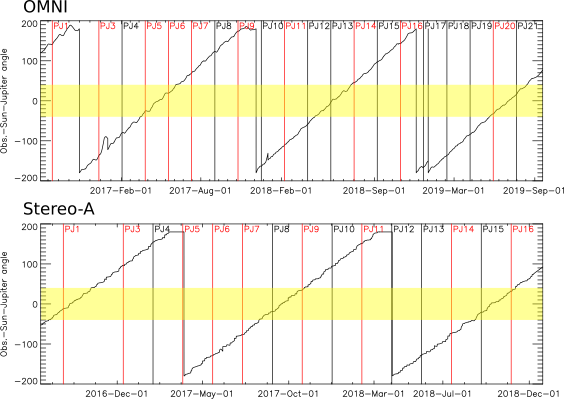 OMNI
200
100
0
−100
−200
Obs.−Sun−Jupiter angle
PJ1 PJ3 PJ4 PJ5 PJ6 PJ7 PJ8 PJ9 PJ10 PJ11 PJ12 PJ13 PJ14 PJ15 PJ16 PJ17 PJ18 PJ19 PJ20 PJ21
2017−Feb−01 2017−Aug−01 2018−Feb−01 2018−Sep−01 2019−Mar−01 2019−Sep−01
Stereo-A
200
100
0
−100
−200
Obs.−Sun−Jupiter angle
PJ1 PJ3 PJ4 PJ5 PJ6 PJ7 PJ8 PJ9 PJ10 PJ11 PJ12 PJ13 PJ14 PJ15 PJ16
2016−Dec−01 2017−May−01 2017−Oct−01 2018−Mar−01 2018−Jul−01 2018−Dec−01